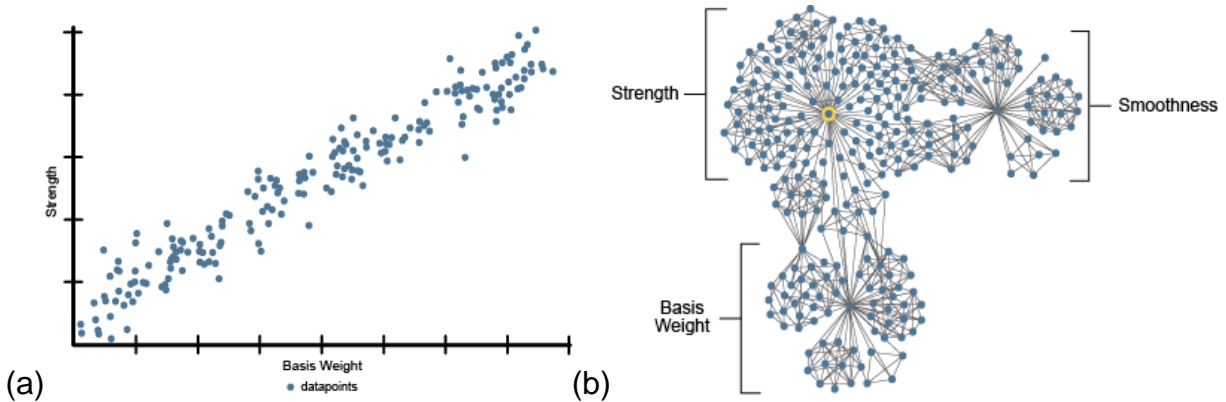 Strength
Basis Weight
datapoints
(a)
Strength
Smoothness
Basis
Weight
(b)